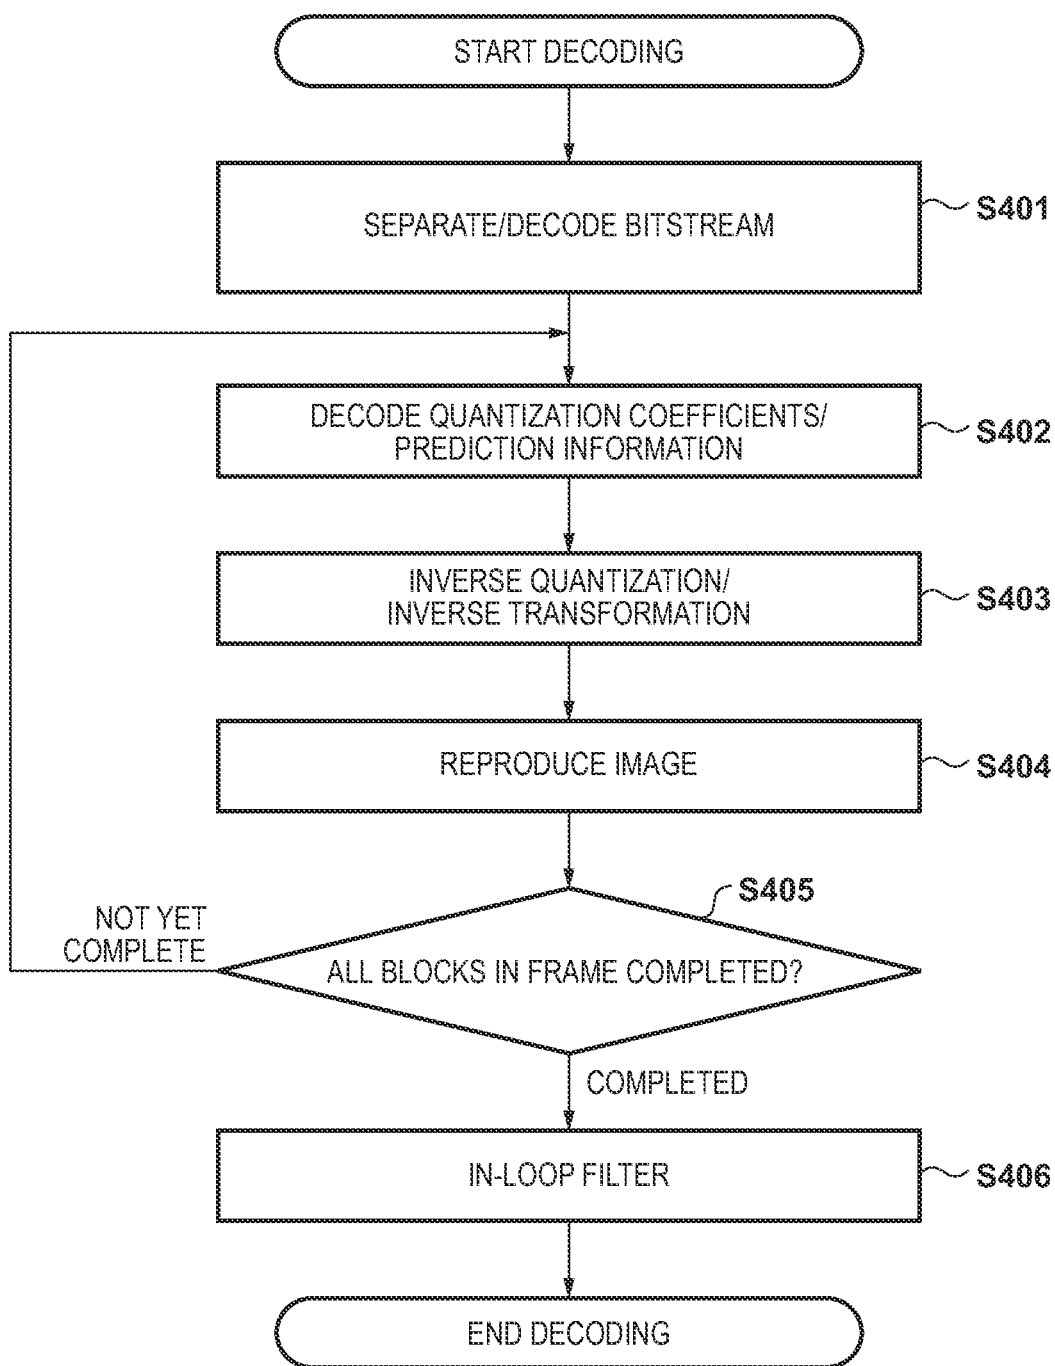 START DECODING
SEPARATE/DECODE BITSTREAM
S401
DECODE QUANTIZATION COEFFICIENTS/
PREDICTION INFORMATION
S402
INVERSE QUANTIZATION/
INVERSE TRANSFORMATION
S403
REPRODUCE IMAGE
S404
S405
NOT YET
COMPLETE
ALL BLOCKS IN FRAME COMPLETED?
COMPLETED
IN-LOOP FILTER
S406
END DECODING